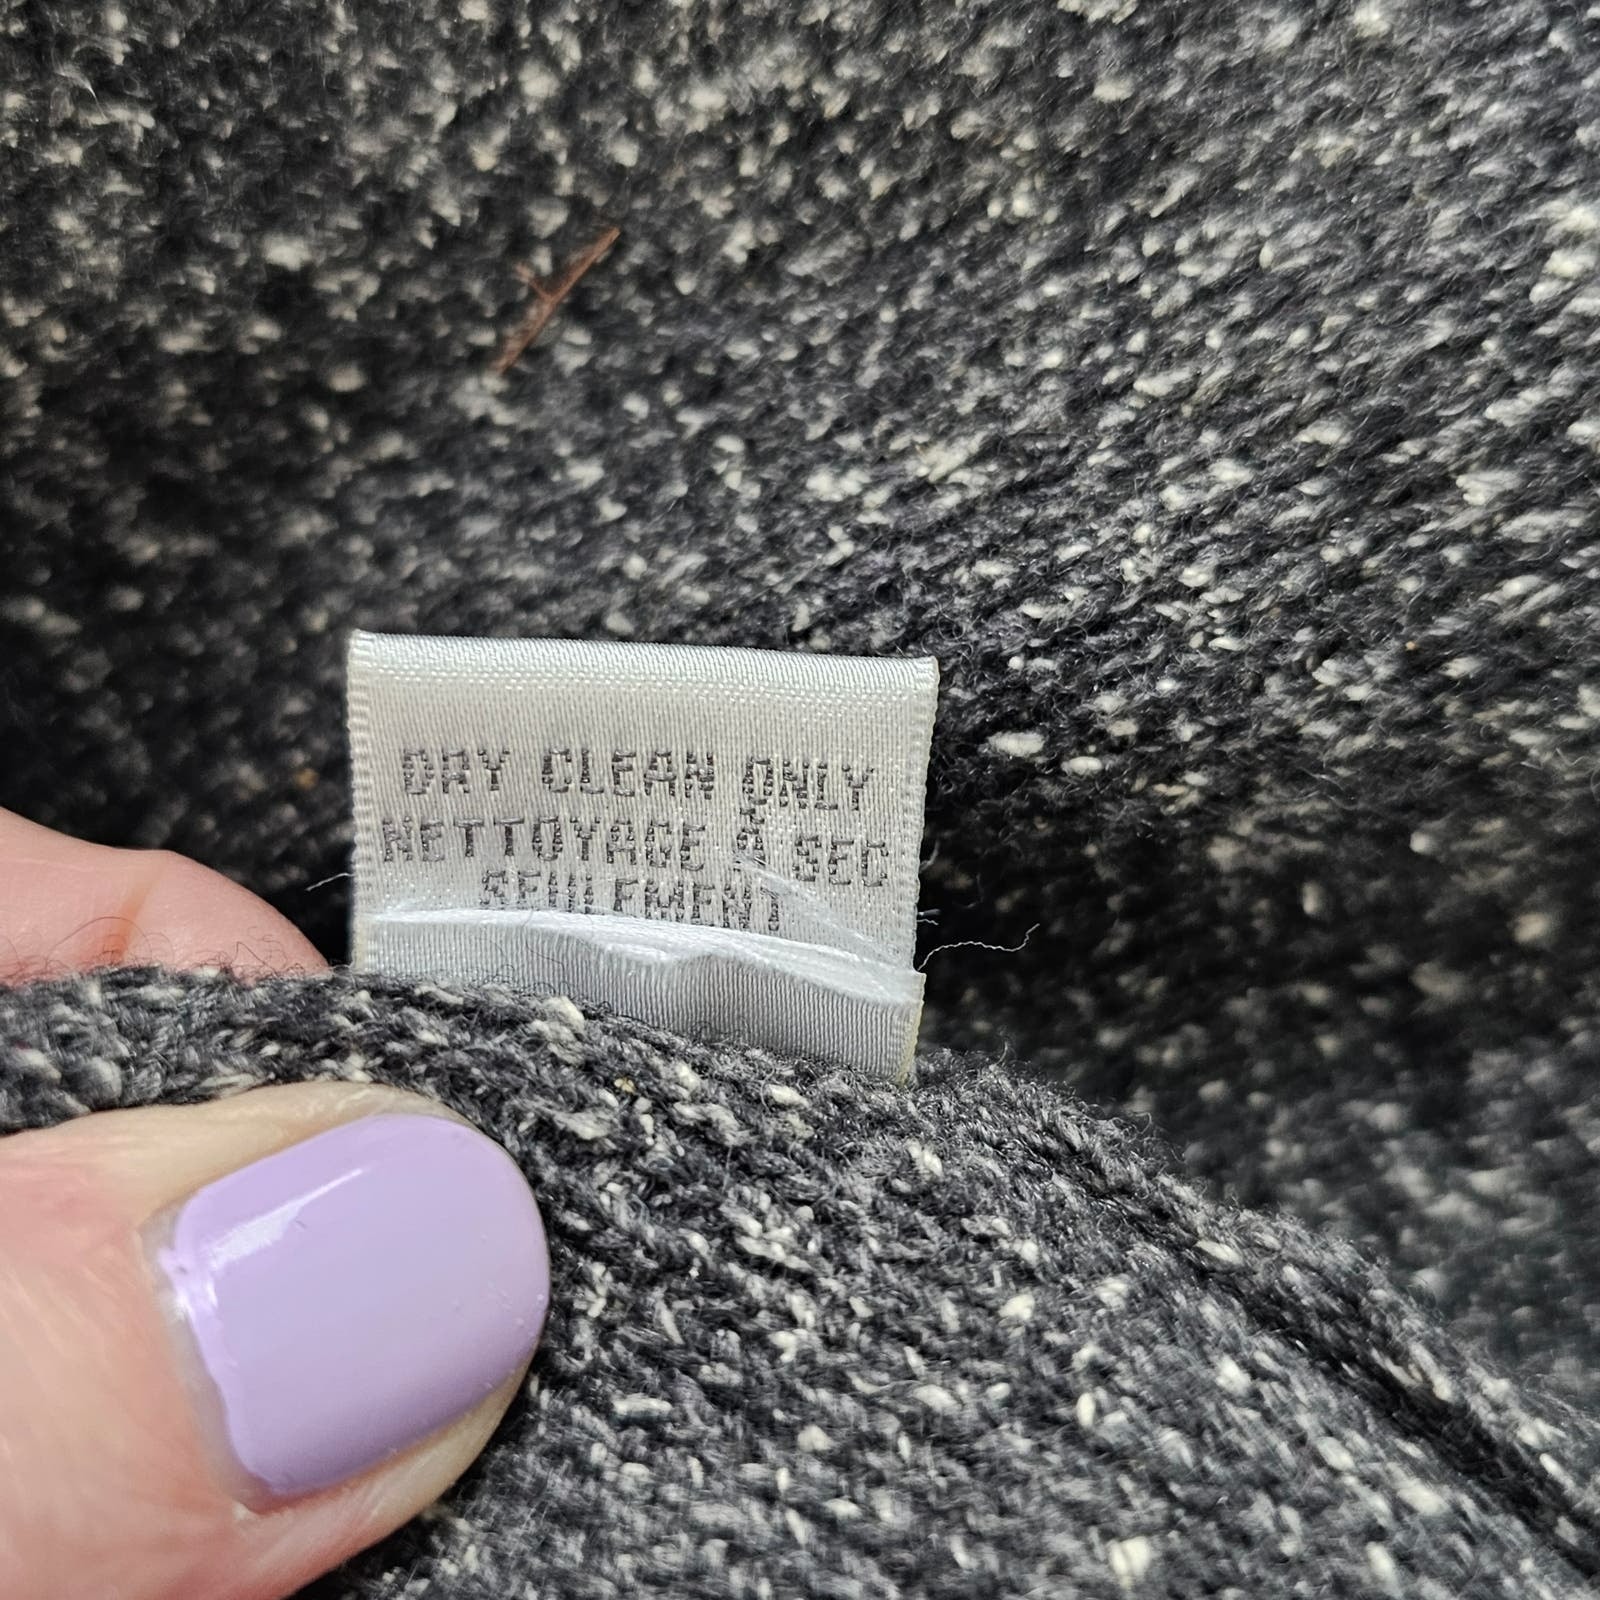 DRY CLEAN ONLY
NETTOYAGE A SEC
SEULEMENT